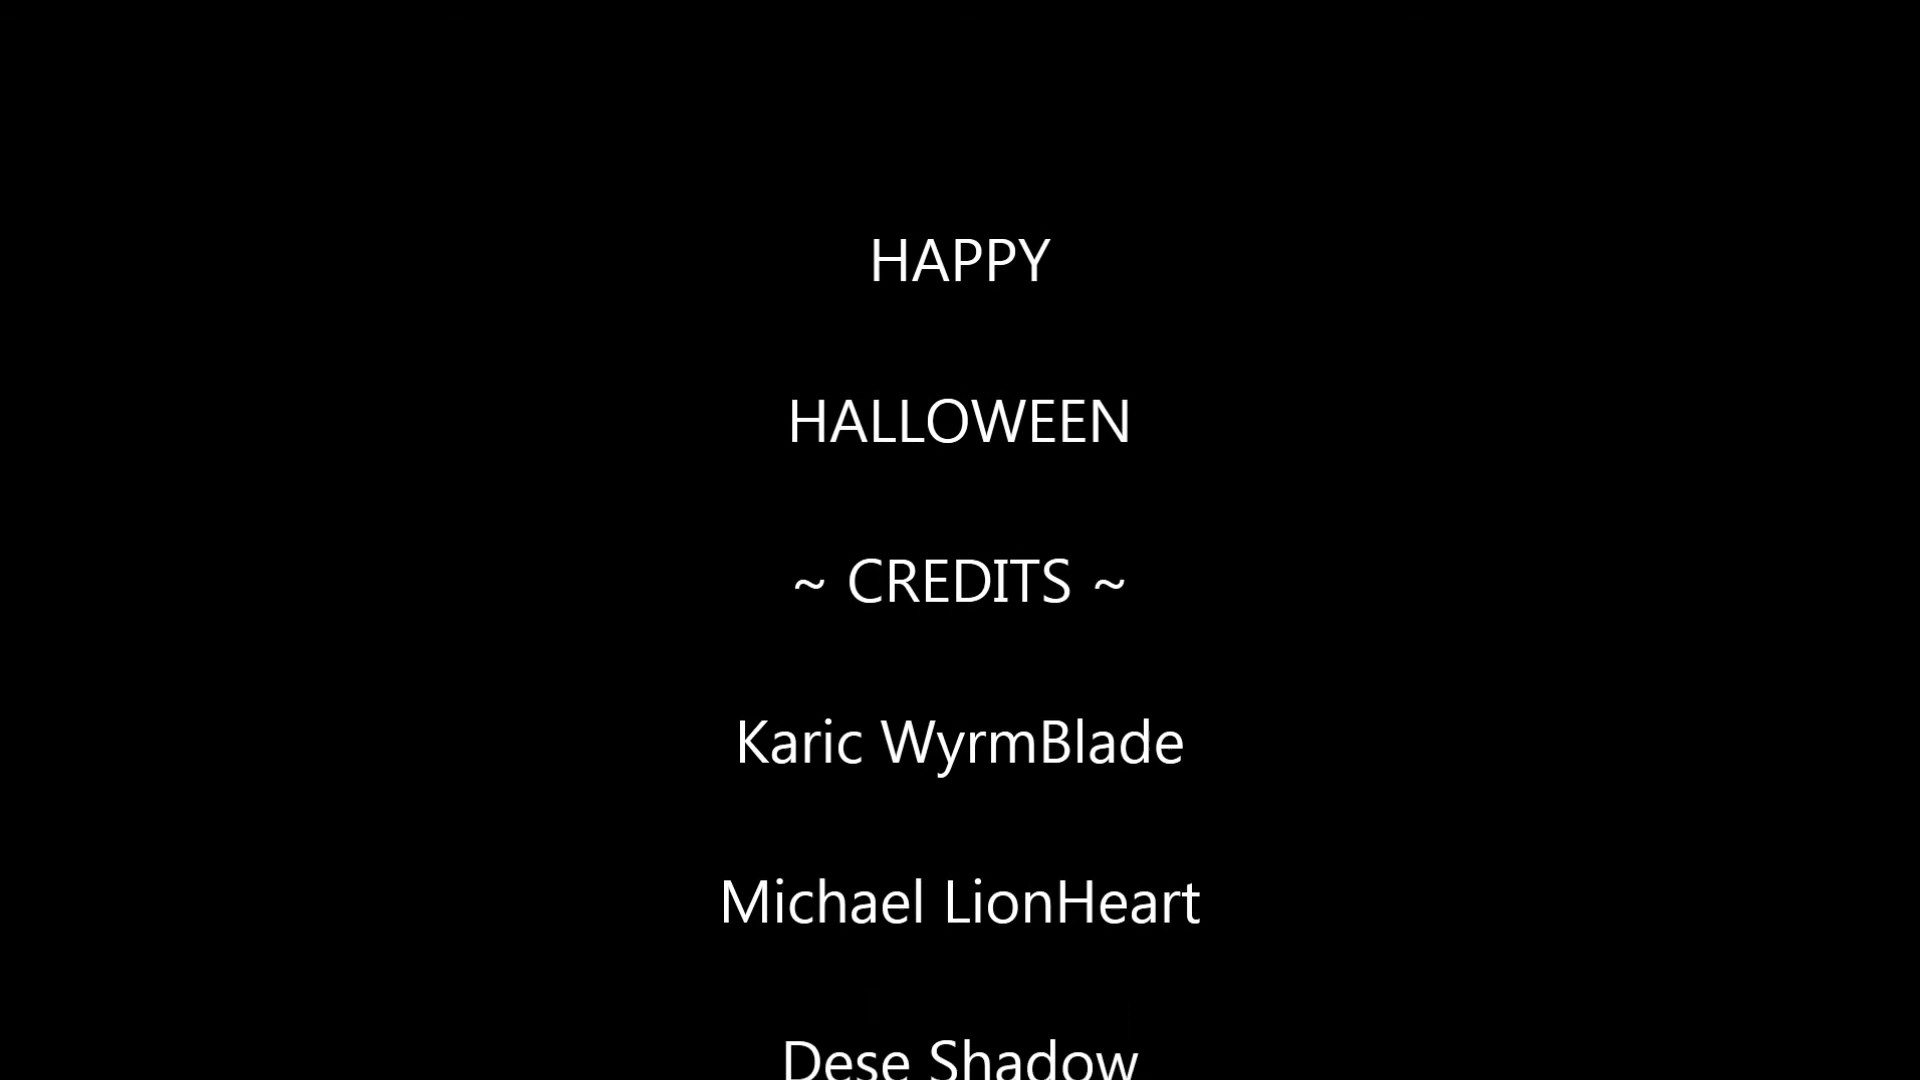 HAPPY
HALLOWEEN
~ CREDITS ~
Karic WyrmBlade
Michael LionHeart
Dese Shadow